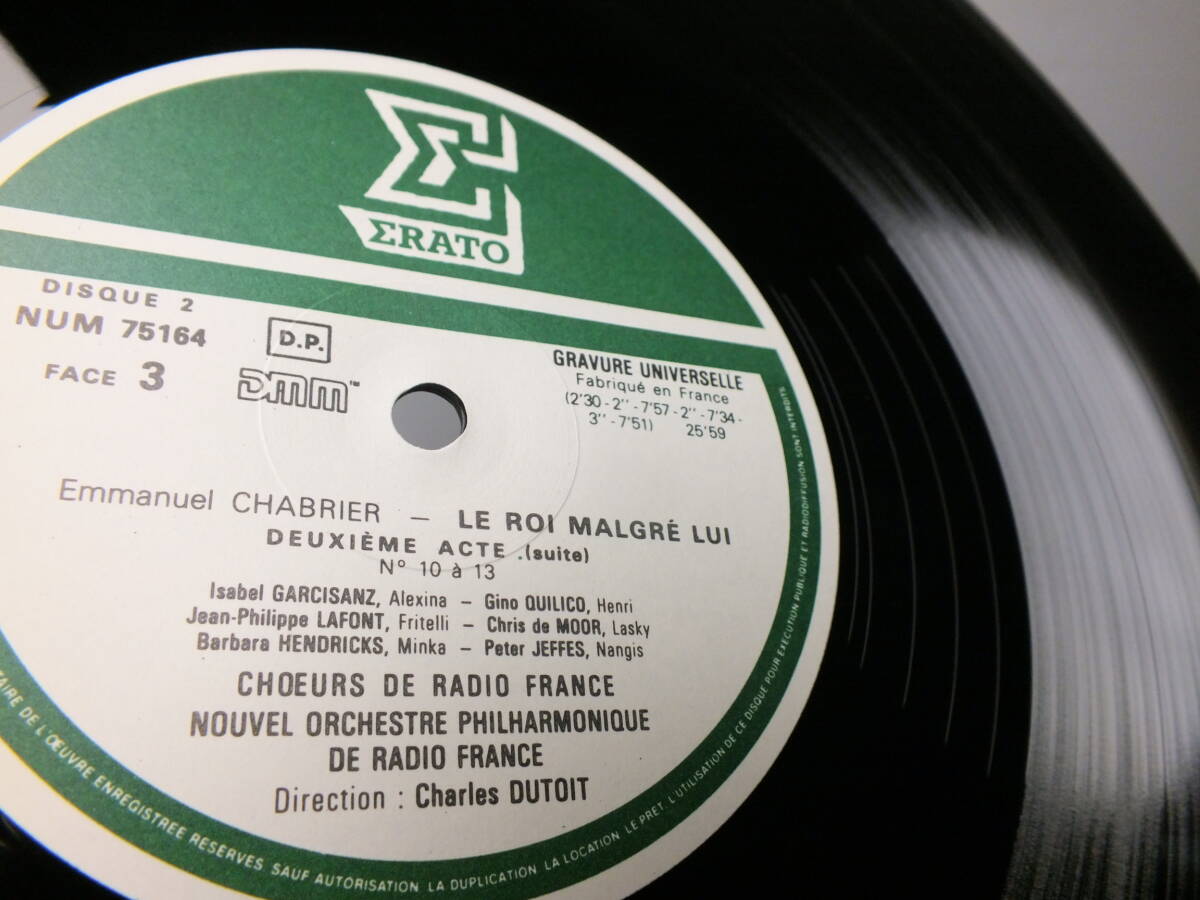 ΣRATO
DISQUE 2
NUM 75164
FACE 3
D.P.
DMM™
GRAVURE UNIVERSELLE
Fabriqué en France
(2'30 - 2'' - 7'57 - 2'' - 7'34 -
3'' - 7'51) 25'59
Emmanuel CHABRIER – LE ROI MALGRÉ LUI
DEUXIÈME ACTE .(suite)
N° 10 à 13
Isabel GARCISANZ, Alexina – Gino QUILICO, Henri
Jean-Philippe LAFONT, Fritelli – Chris de MOOR, Lasky
Barbara HENDRICKS, Minka – Peter JEFFES, Nangis
CHŒURS DE RADIO FRANCE
NOUVEL ORCHESTRE PHILHARMONIQUE
DE RADIO FRANCE
Direction : Charles DUTOIT
TAIRE DE L'ŒUVRE ENREGISTREE RESERVES SAUF AUTORISATION LA DUPLICATION LA LOCATION LE PRET. L'UTILISATION DE CE DISQUE POUR EXECUTION PUBLIQUE ET RADIODIFFUSION SONT INTERDITS